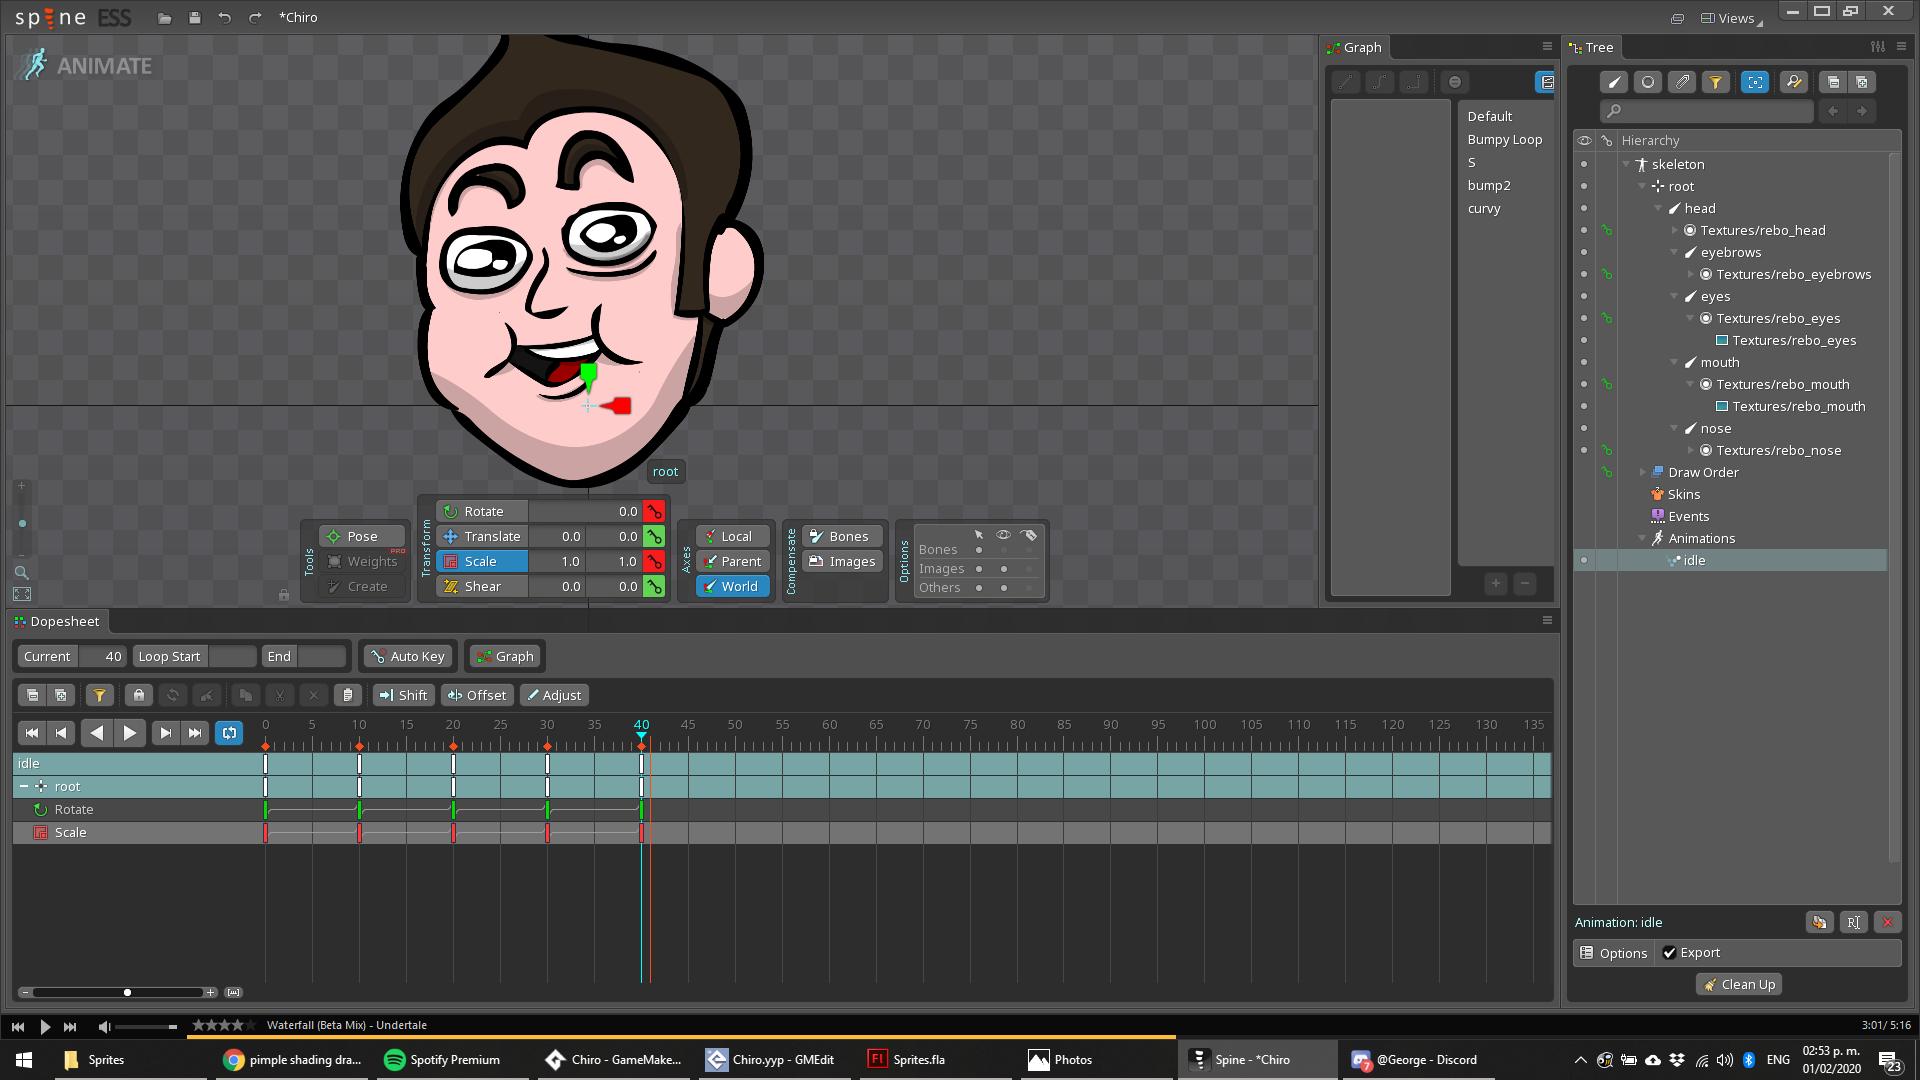 spine ESS
*Chiro
Views
ANIMATE
root
Tools
Pose
Weights
PRO
Create
Transform
Rotate 0.0
Translate 0.0 0.0
Scale 1.0 1.0
Shear 0.0 0.0
Axes
Local
Parent
World
Compensate
Bones
Images
Options
Bones
Images
Others
Graph
Default
Bumpy Loop
S
bump2
curvy
Tree
Hierarchy
skeleton
root
head
Textures/rebo_head
eyebrows
Textures/rebo_eyebrows
eyes
Textures/rebo_eyes
Textures/rebo_eyes
mouth
Textures/rebo_mouth
Textures/rebo_mouth
nose
Textures/rebo_nose
Draw Order
Skins
Events
Animations
idle
Animation: idle
Options Export
Clean Up
Dopesheet
Current 40 Loop Start End Auto Key Graph
Shift Offset Adjust
0 5 10 15 20 25 30 35 40 45 50 55 60 65 70 75 80 85 90 95 100 105 110 115 120 125 130 135
idle
root
Rotate
Scale
Waterfall (Beta Mix) - Undertale 3:01/ 5:16
Sprites
pimple shading dra...
Spotify Premium
Chiro - GameMake...
Chiro.yyp - GMEdit
Fl Sprites.fla
Photos
Spine - *Chiro
7 @George - Discord
ENG
02:53 p. m.
01/02/2020
23